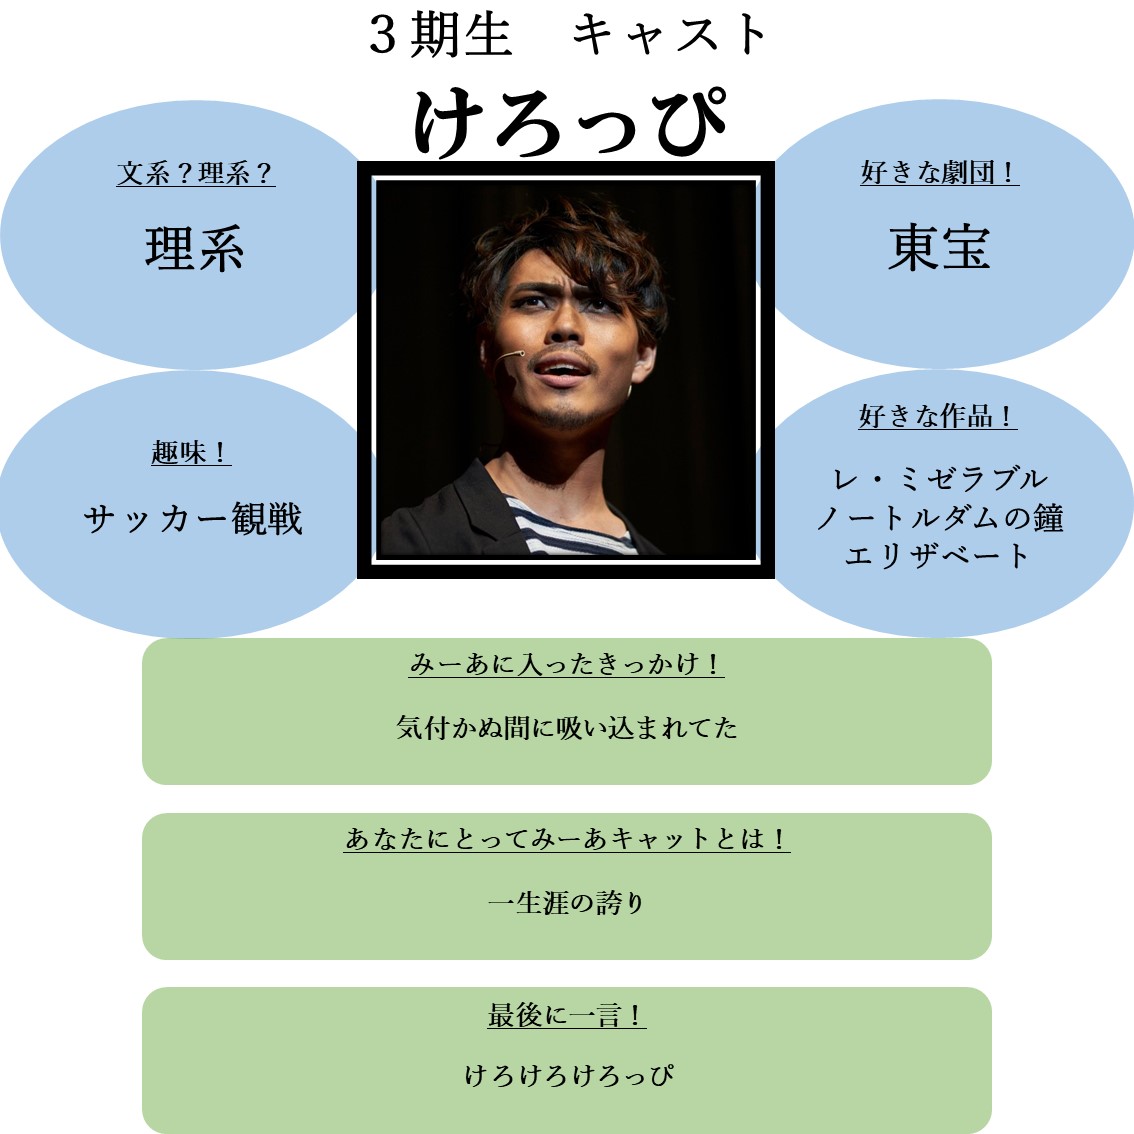 ３期生　キャスト
けろっぴ
文系？理系？
理系
好きな劇団！
東宝
趣味！
サッカー観戦
好きな作品！
レ・ミゼラブル
ノートルダムの鐘
エリザベート
みーあに入ったきっかけ！
気付かぬ間に吸い込まれてた
あなたにとってみーあキャットとは！
一生涯の誇り
最後に一言！
けろけろけろっぴ